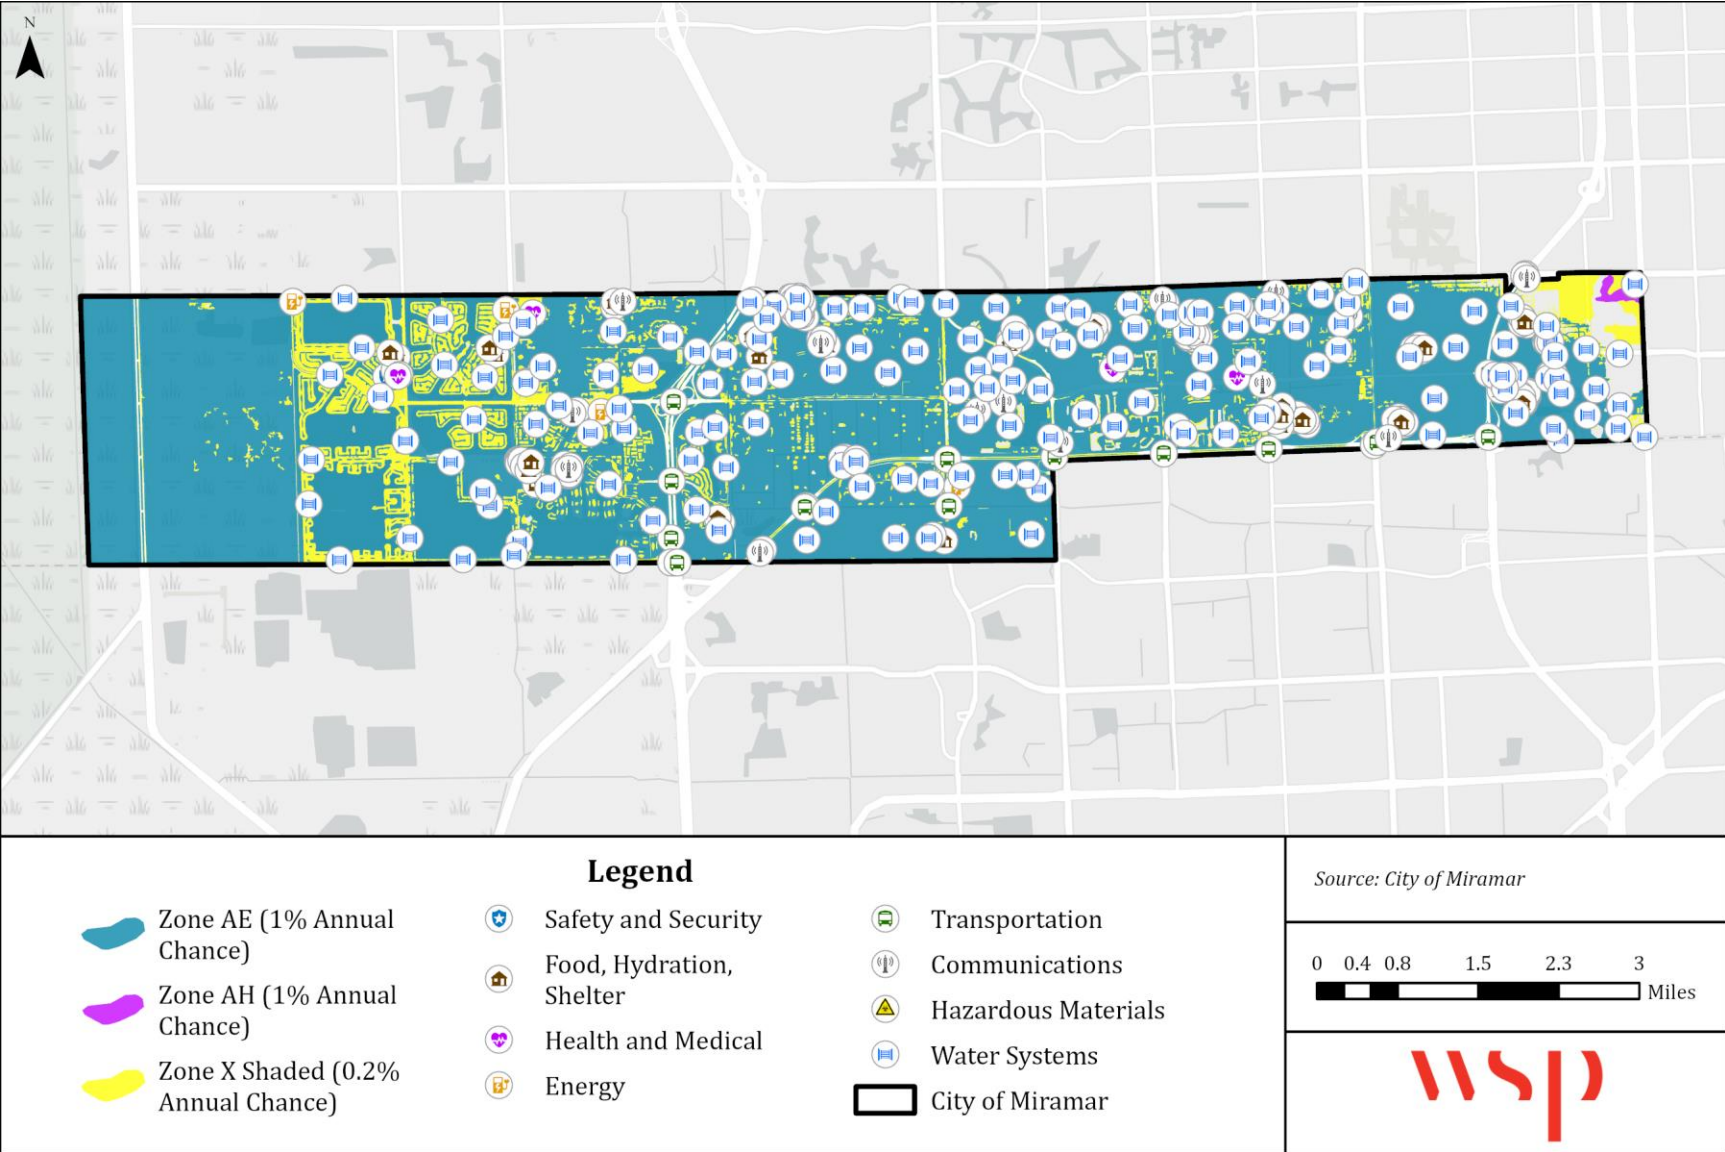 N
Legend
Zone AE (1% Annual
Chance)
Zone AH (1% Annual
Chance)
Zone X Shaded (0.2%
Annual Chance)
Safety and Security
Food, Hydration,
Shelter
Health and Medical
Energy
Transportation
Communications
Hazardous Materials
Water Systems
City of Miramar
Source: City of Miramar
0 0.4 0.8 1.5 2.3 3
Miles
wsp